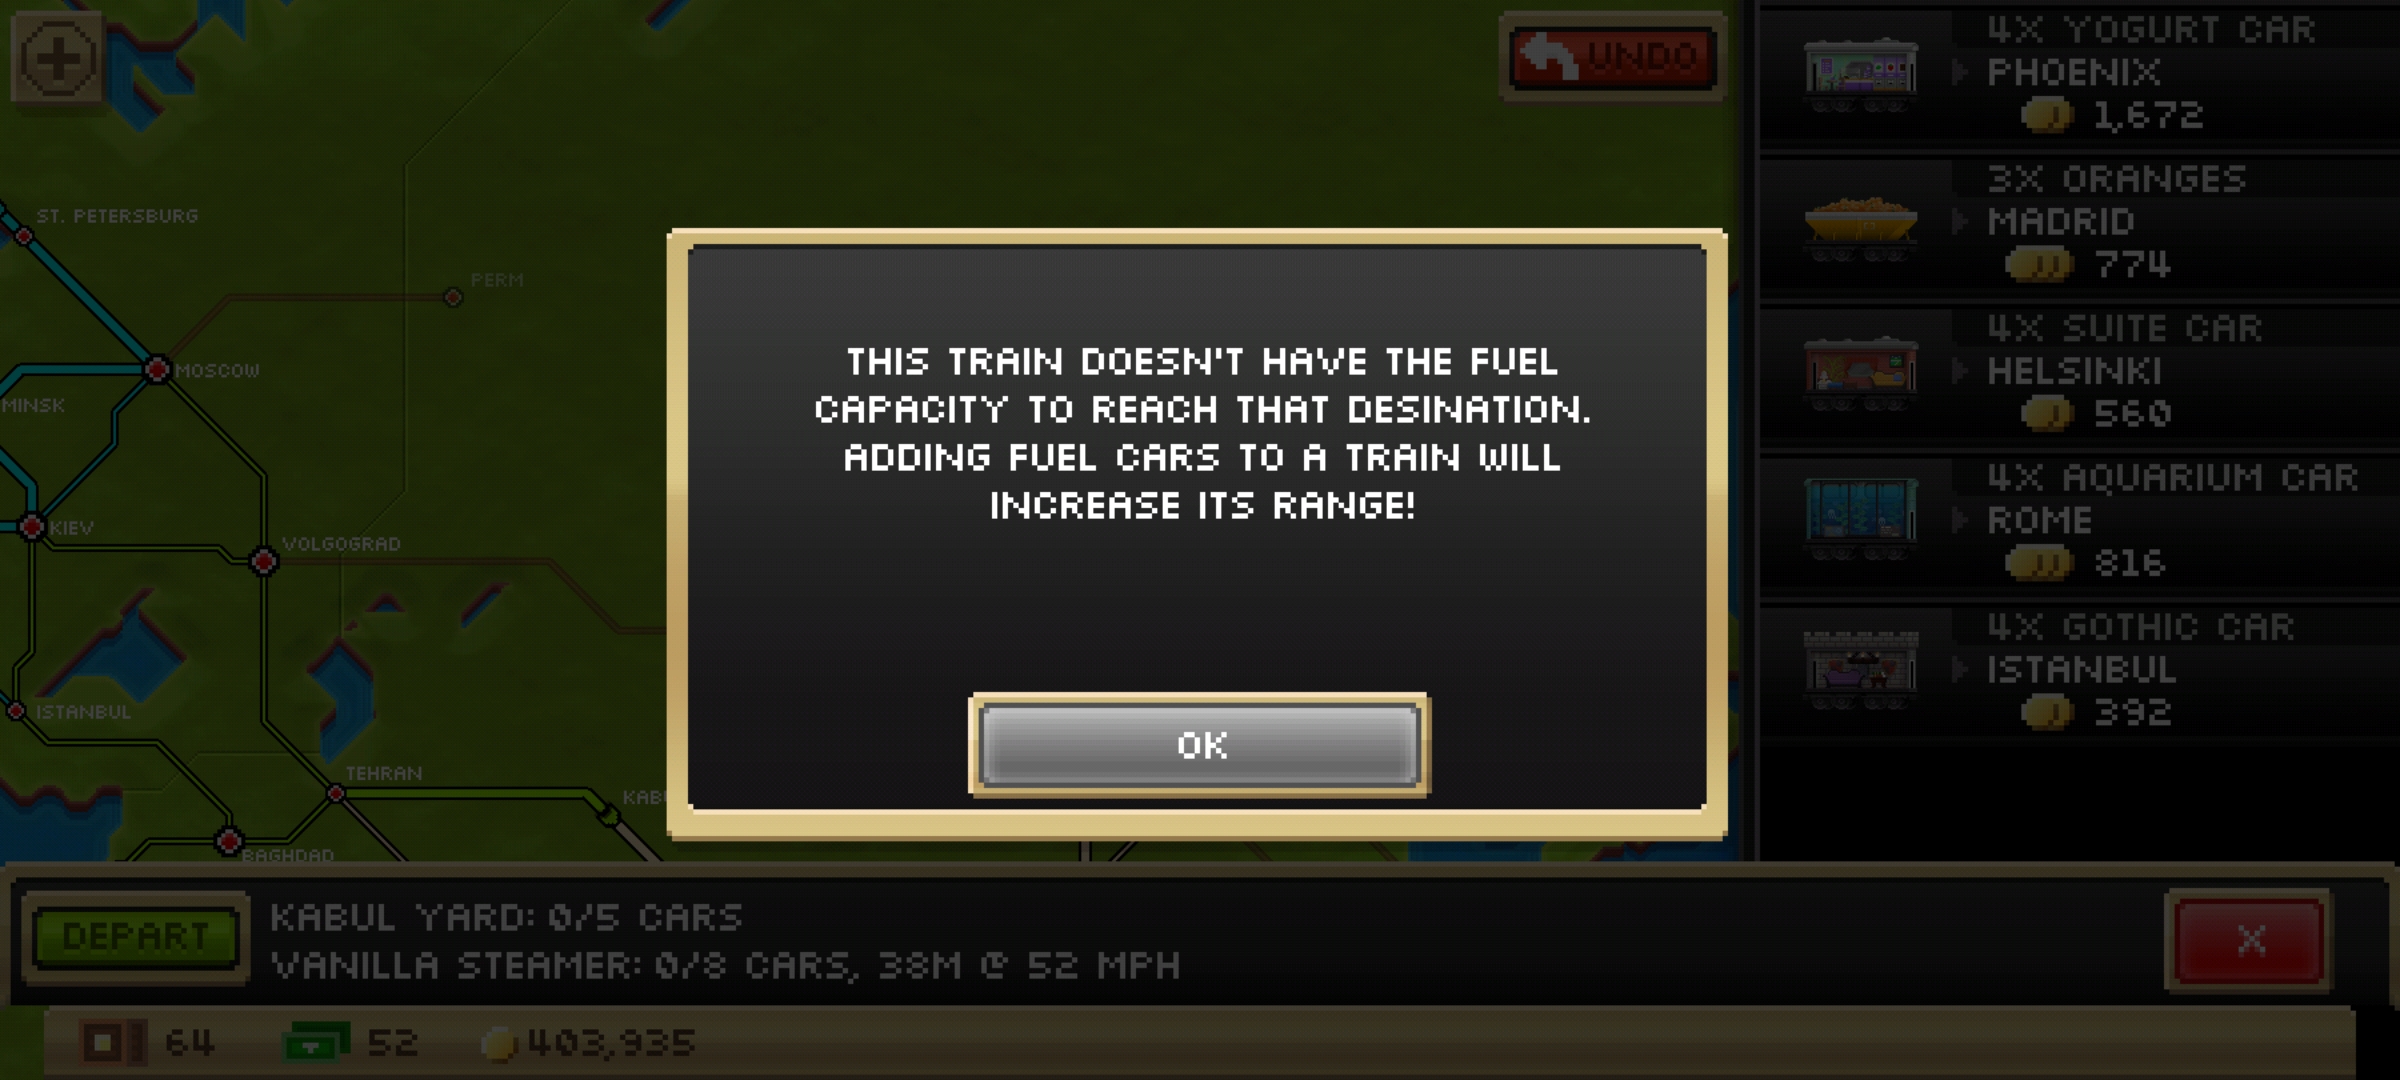 UNDO
ST. PETERSBURG
PERM
MOSCOW
MINSK
KIEV
VOLGOGRAD
ISTANBUL
TEHRAN
BAGHDAD
THIS TRAIN DOESN'T HAVE THE FUEL
CAPACITY TO REACH THAT DESINATION.
ADDING FUEL CARS TO A TRAIN WILL
INCREASE ITS RANGE!
OK
4X YOGURT CAR
PHOENIX
1,672
3X ORANGES
MADRID
774
4X SUITE CAR
HELSINKI
560
4X AQUARIUM CAR
ROME
816
4X GOTHIC CAR
ISTANBUL
392
DEPART
KABUL YARD: 0/5 CARS
VANILLA STEAMER: 0/8 CARS, 38M @ 52 MPH
X
64
52
403,935